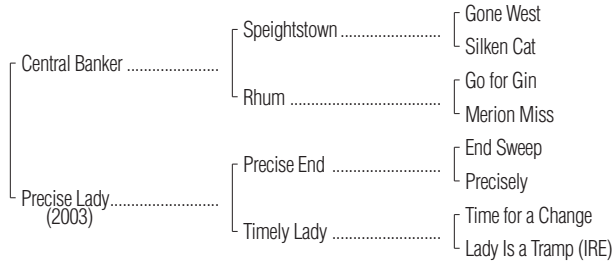 Gone West
Speightstown ......................
Silken Cat
Central Banker ....................
Go for Gin
Rhum .................................
Merion Miss
End Sweep
Precise End ........................
Precisely
Precise Lady........................
(2003)
Time for a Change
Timely Lady ........................
Lady Is a Tramp (IRE)